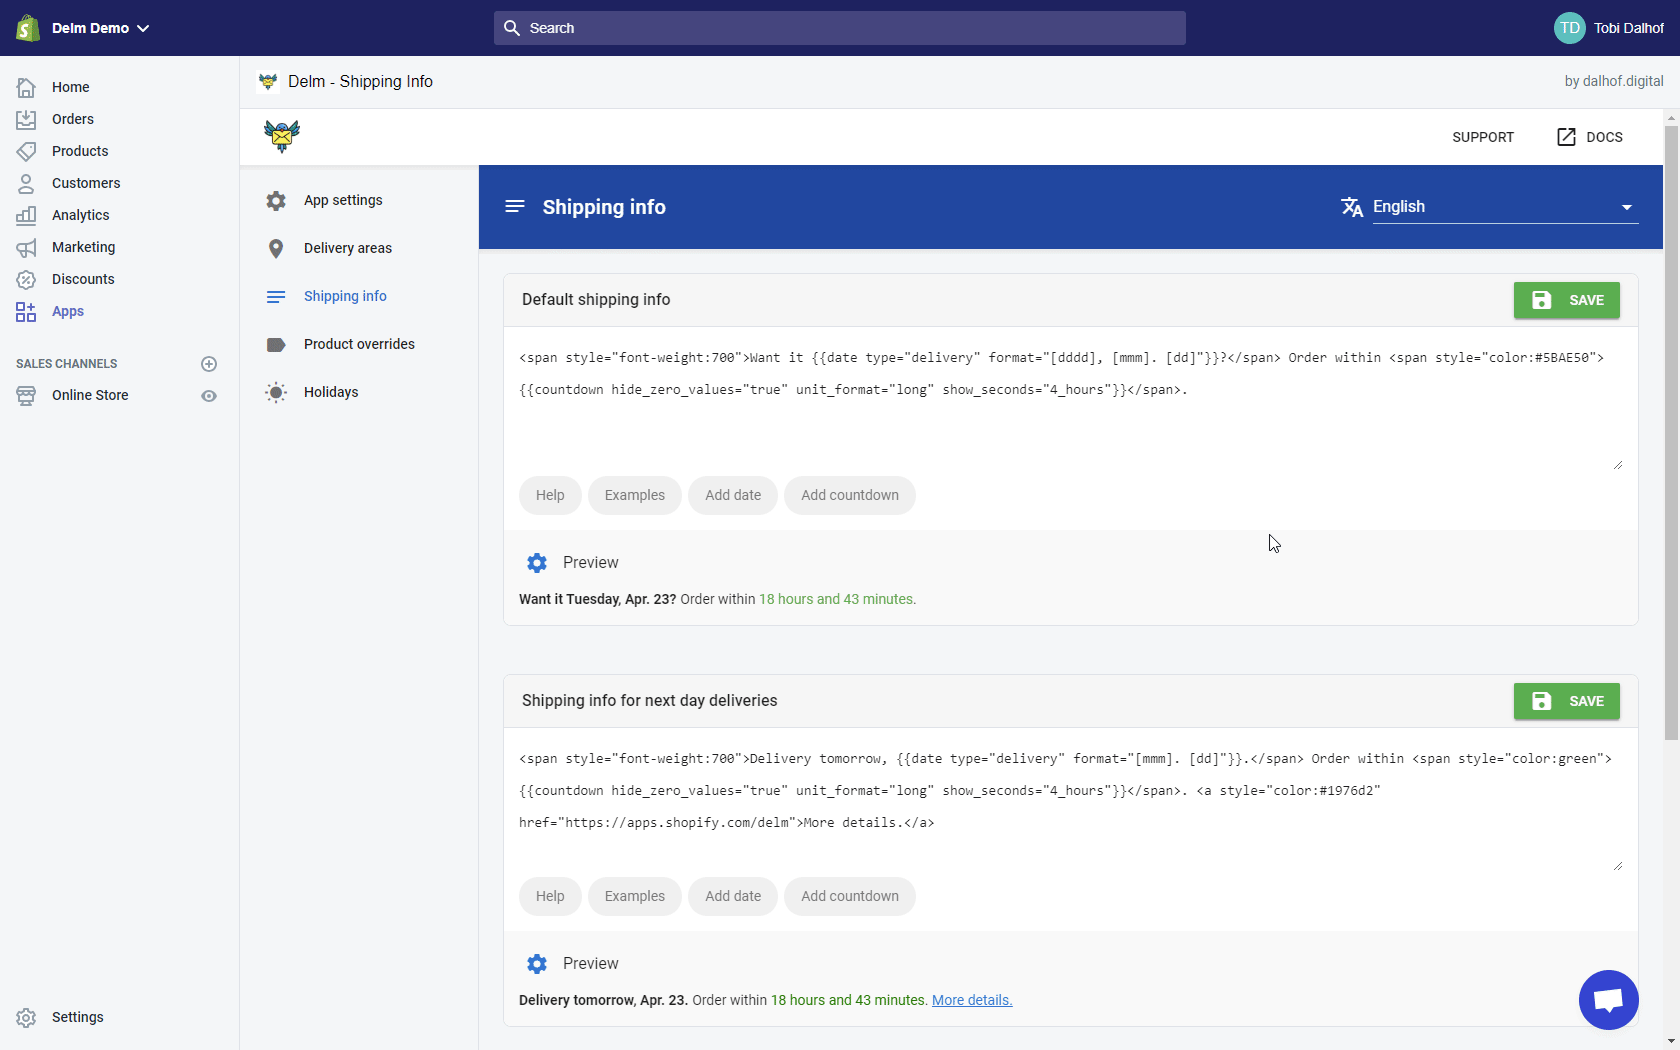 Delm Demo
Search
TD
Tobi Dalhof
Home
Orders
Products
Customers
Analytics
Marketing
Discounts
Apps
SALES CHANNELS
Online Store
Settings
Delm - Shipping Info
by dalhof.digital
SUPPORT
DOCS
App settings
Delivery areas
Shipping info
Product overrides
Holidays
Shipping info
English
Default shipping info
SAVE
<span style="font-weight:700">Want it {{date type="delivery" format="[dddd], [mmm]. [dd]"}}?</span> Order within <span style="color:#5BAE50">
{{countdown hide_zero_values="true" unit_format="long" show_seconds="4_hours"}}</span>.
Help
Examples
Add date
Add countdown
Preview
Want it Tuesday, Apr. 23? Order within 18 hours and 43 minutes.
Shipping info for next day deliveries
SAVE
<span style="font-weight:700">Delivery tomorrow, {{date type="delivery" format="[mmm]. [dd]"}}.</span> Order within <span style="color:green">
{{countdown hide_zero_values="true" unit_format="long" show_seconds="4_hours"}}</span>. <a style="color:#1976d2"
href="https://apps.shopify.com/delm">More details.</a>
Help
Examples
Add date
Add countdown
Preview
Delivery tomorrow, Apr. 23. Order within 18 hours and 43 minutes. More details.